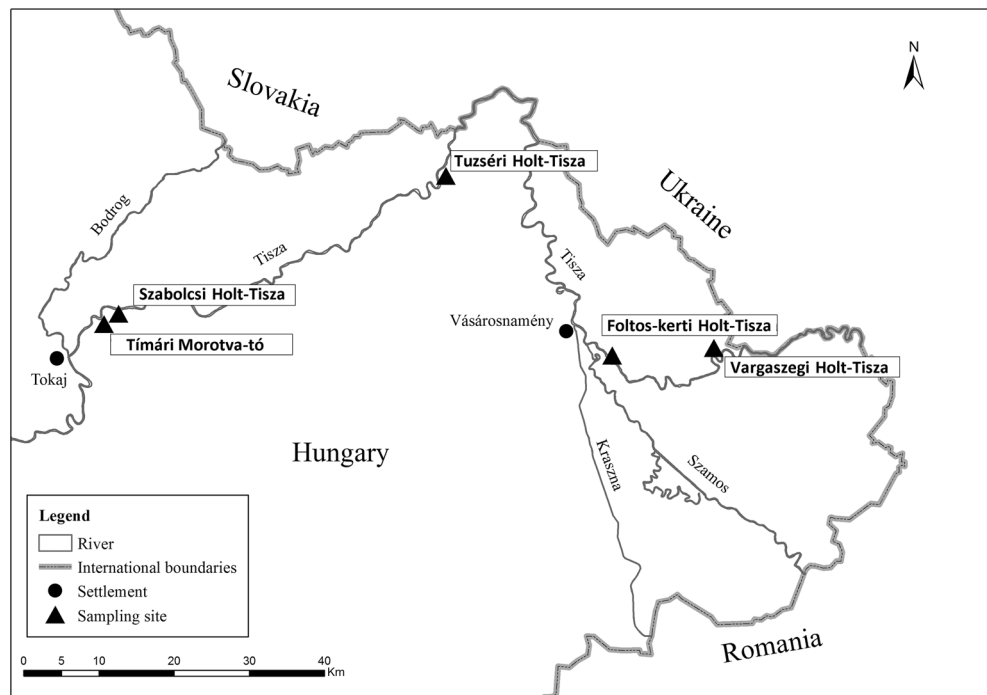 N
Slovakia
Tuzséri Holt-Tisza
Ukraine
Bodrog
Tisza
Tisza
Szabolcsi Holt-Tisza
Tímári Morotva-tó
Tokaj
Vásárosnamény
Foltos-kerti Holt-Tisza
Vargaszegi Holt-Tisza
Hungary
Kraszna
Szamos
Romania
Legend
River
International boundaries
Settlement
Sampling site
0 5 10 20 30 40
Km